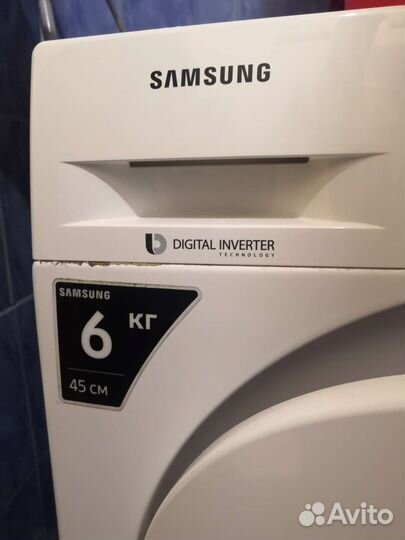 SAMSUNG
DIGITAL INVERTER
TECHNOLOGY
SAMSUNG
6 кг
45 см
Avito